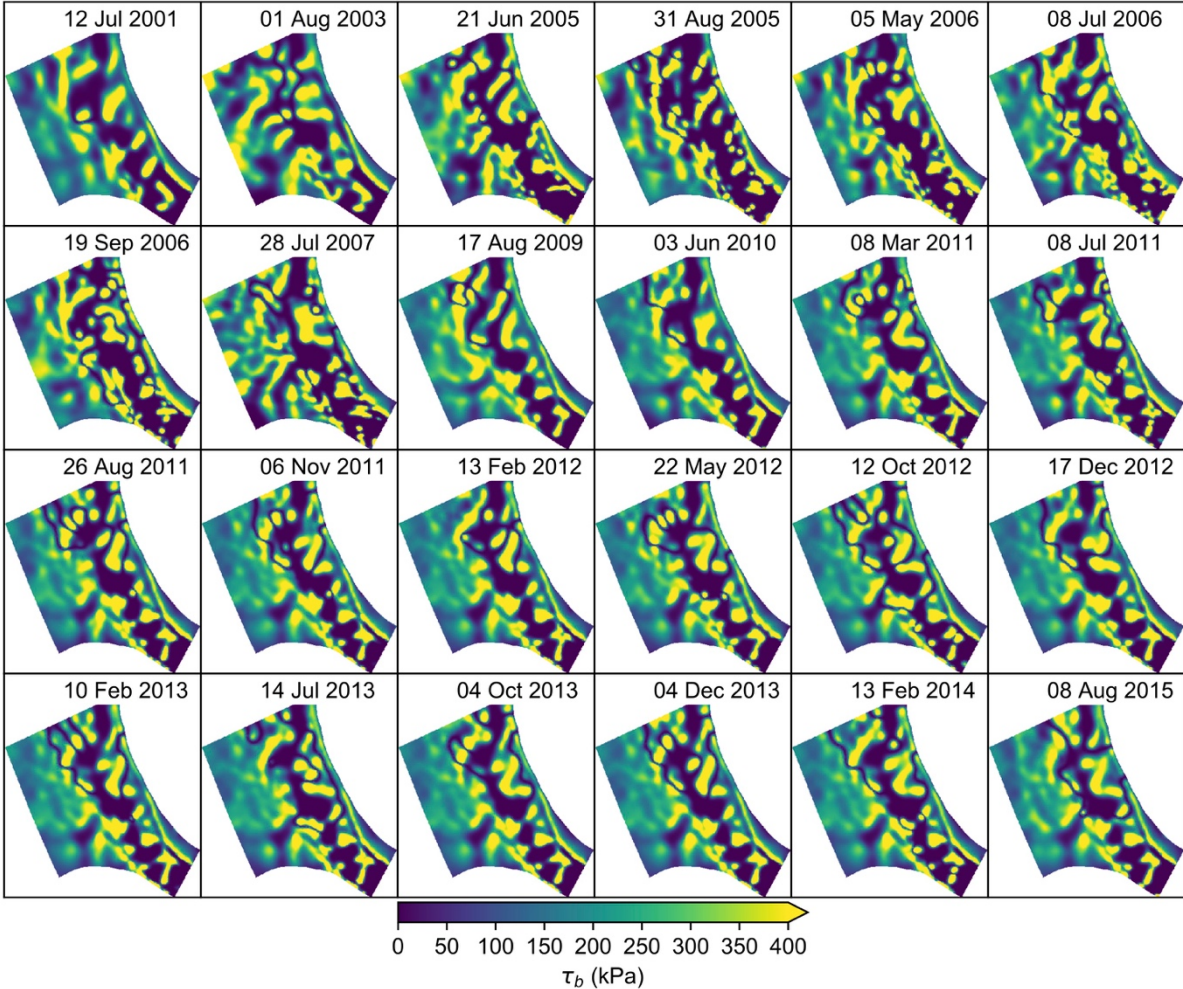 12 Jul 2001
01 Aug 2003
21 Jun 2005
31 Aug 2005
05 May 2006
08 Jul 2006
19 Sep 2006
28 Jul 2007
17 Aug 2009
03 Jun 2010
08 Mar 2011
08 Jul 2011
26 Aug 2011
06 Nov 2011
13 Feb 2012
22 May 2012
12 Oct 2012
17 Dec 2012
10 Feb 2013
14 Jul 2013
04 Oct 2013
04 Dec 2013
13 Feb 2014
08 Aug 2015
0 50 100 150 200 250 300 350 400
τb (kPa)